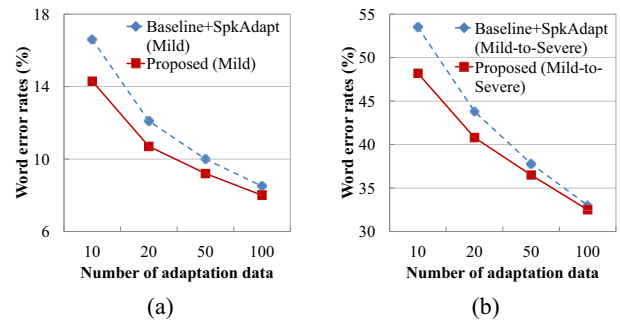 18
14
10
6
Word error rates (%)
Baseline+SpkAdapt
(Mild)
Proposed (Mild)
10 20 50 100
Number of adaptation data
(a)
55
50
45
40
35
30
Word error rates (%)
Baseline+SpkAdapt
(Mild-to-Severe)
Proposed (Mild-to-
Severe)
10 20 50 100
Number of adaptation data
(b)